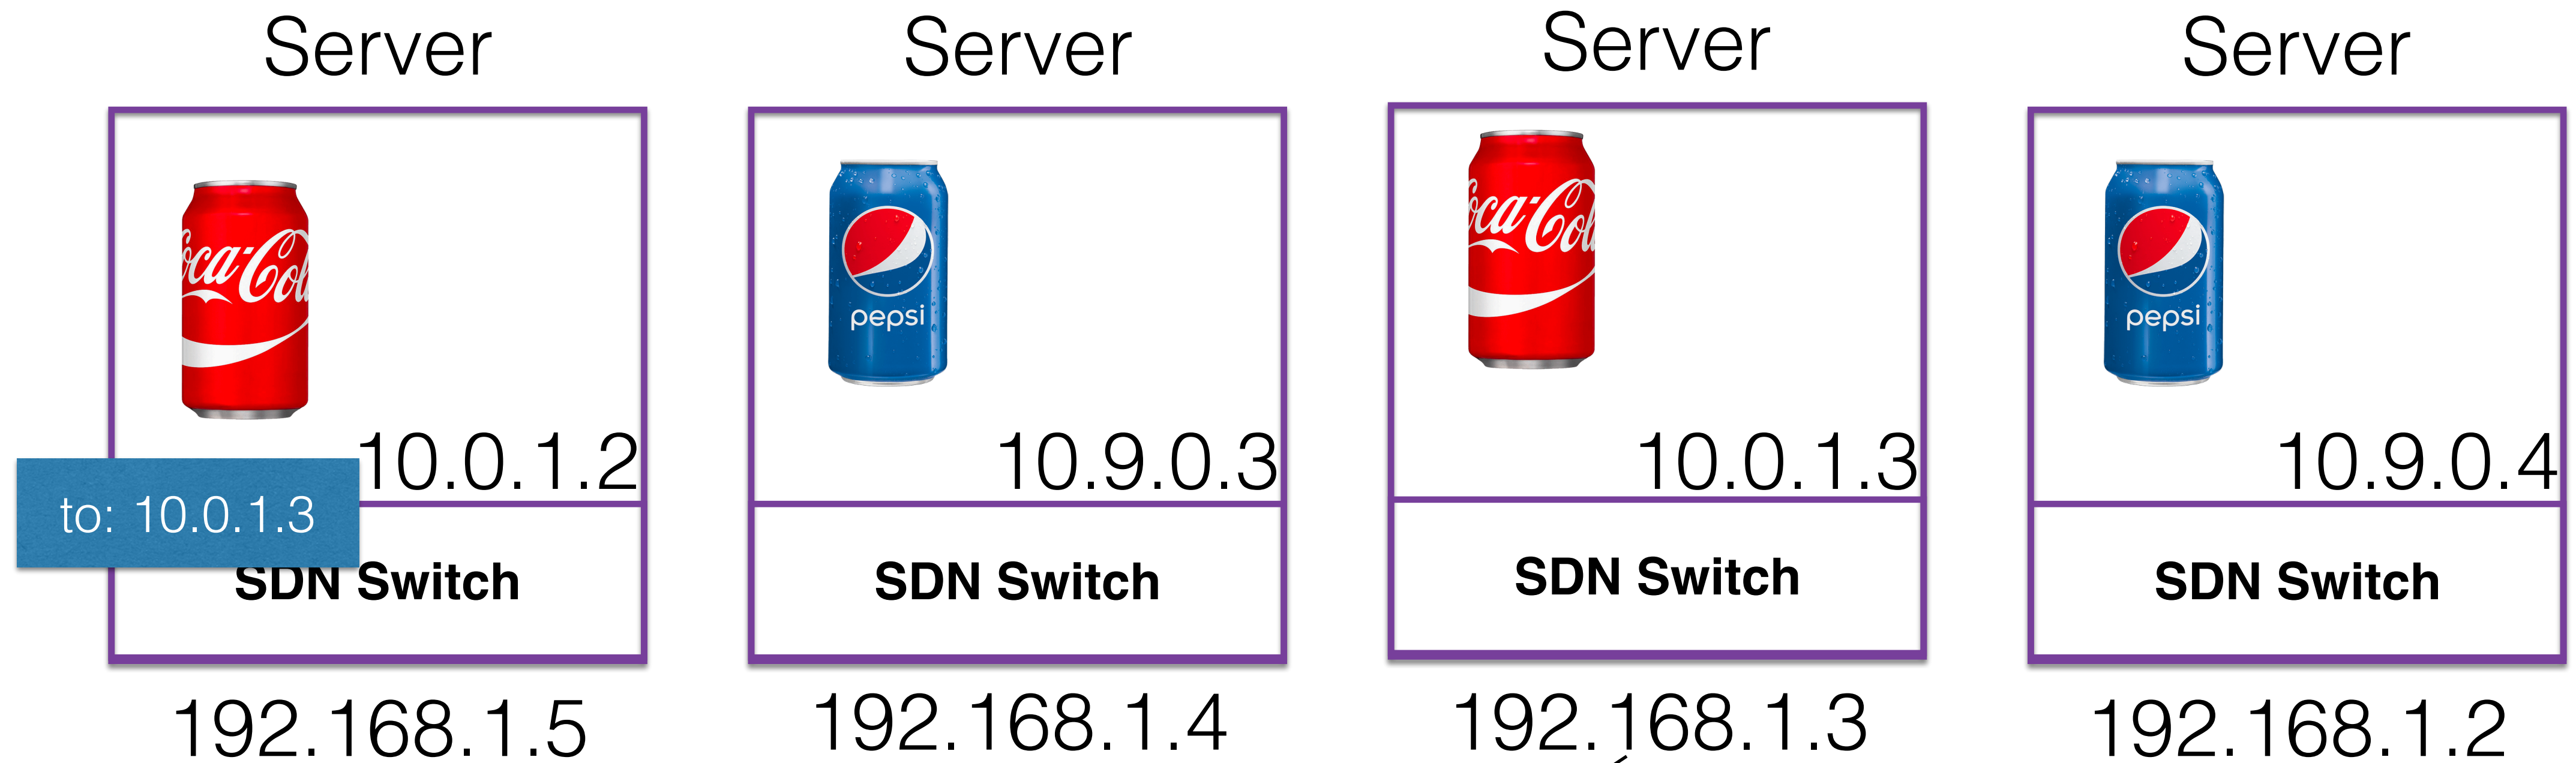 Server
Server
Server
Server
Coca-Cola
pepsi
Coca-Cola
pepsi
10.0.1.2
10.9.0.3
10.0.1.3
10.9.0.4
to: 10.0.1.3
SDN Switch
SDN Switch
SDN Switch
SDN Switch
192.168.1.5
192.168.1.4
192.168.1.3
192.168.1.2